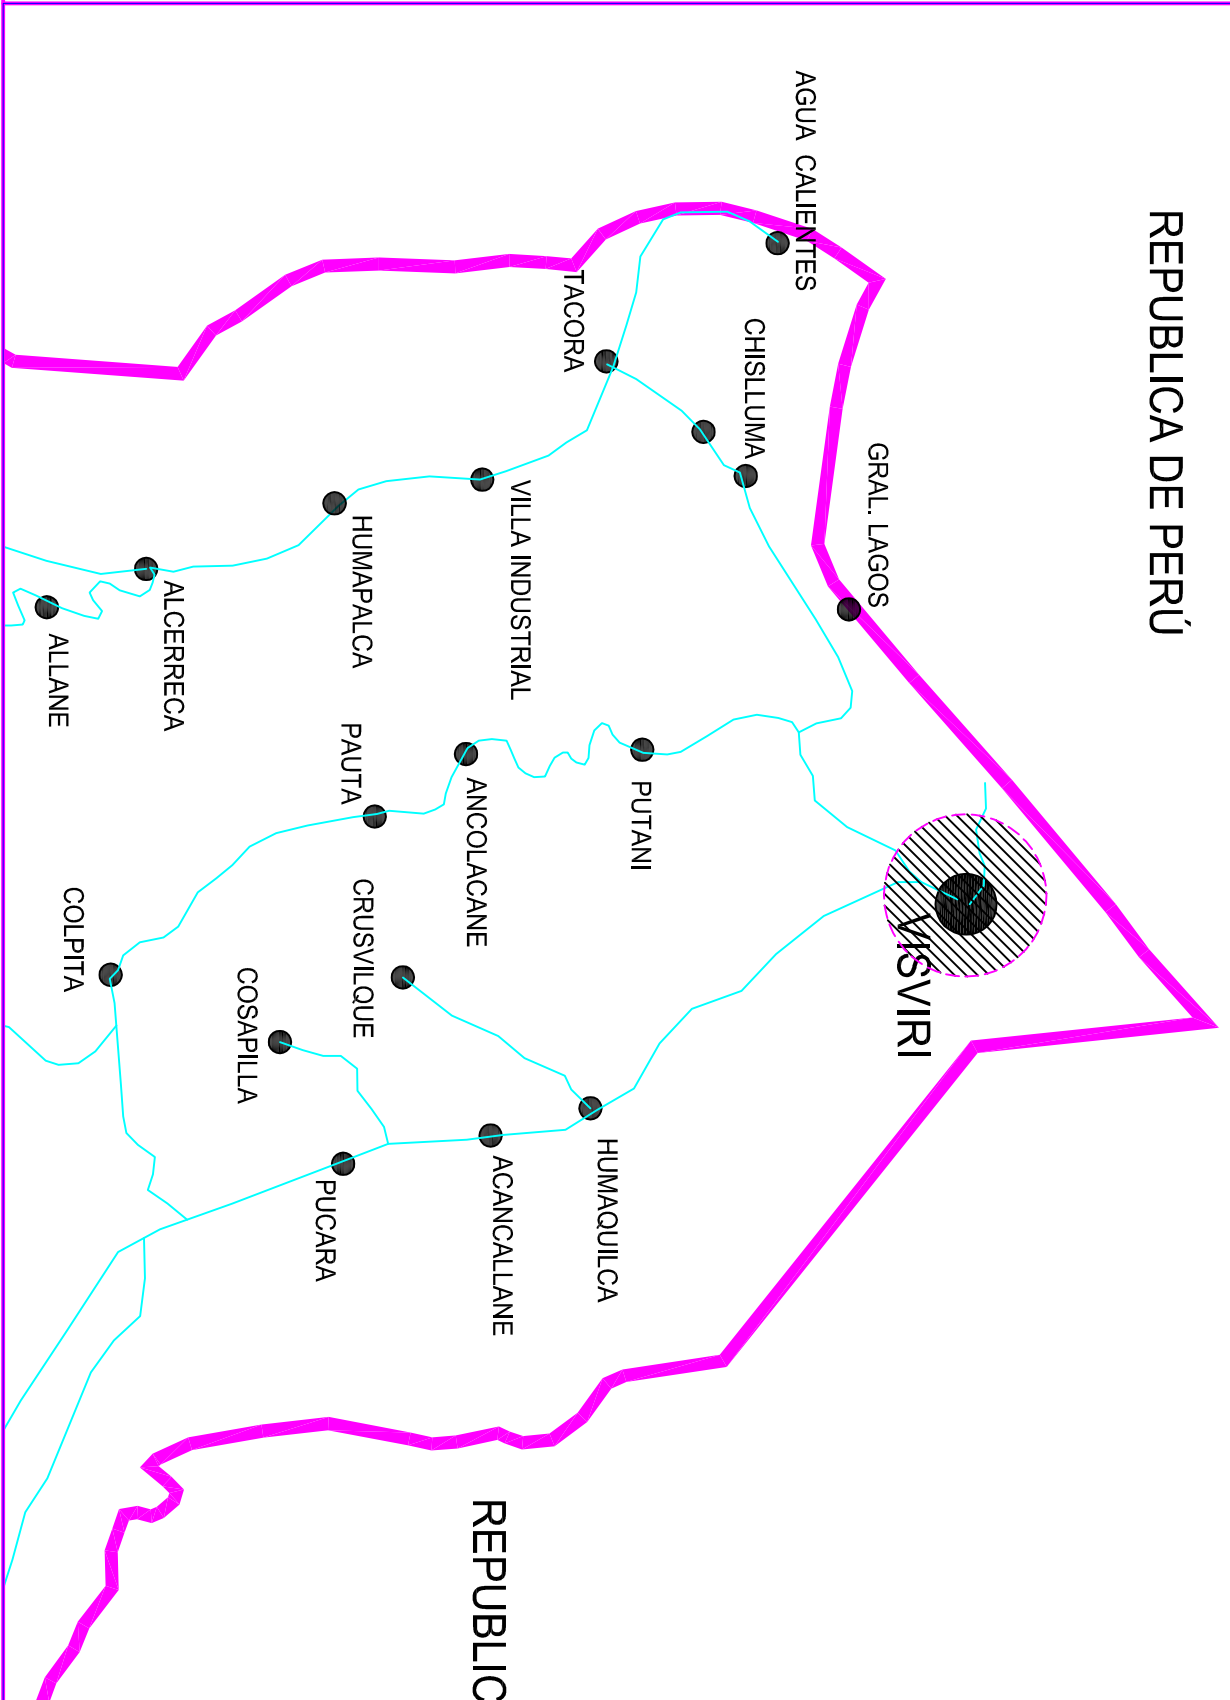 REPUBLICA DE PERÚ
GRAL. LAGOS
VISVIRI
AGUA CALIENTES
CHISLLUMA
TACORA
PUTANI
HUMAQUILCA
VILLA INDUSTRIAL
ANCOLACANE
ACANCALLANE
REPUBLIC
HUMAPALCA
PAUTA
CRUSVILQUE
PUCARA
COSAPILLA
ALCERRECA
COLPITA
ALLANE